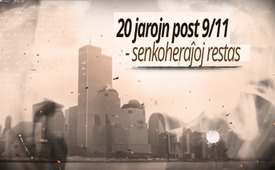 20 jarojn post 9/11
- senkoheraĵoj restas